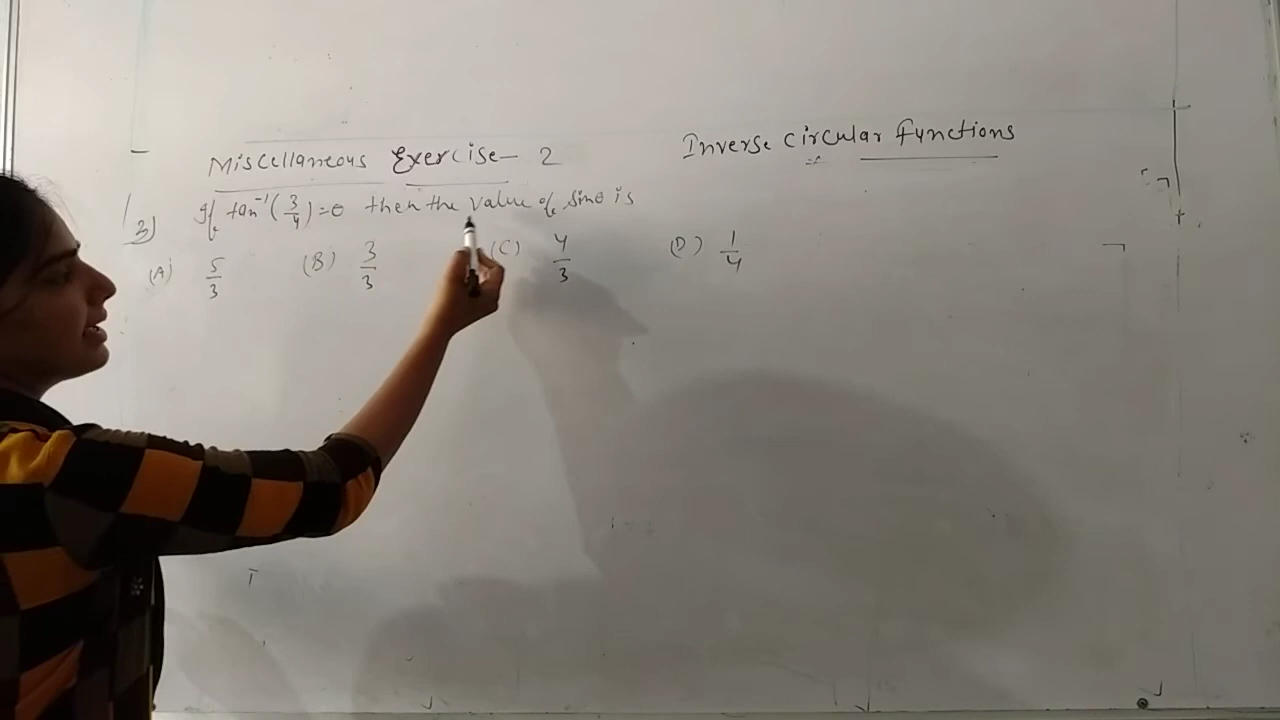 Miscellaneous Exercise- 2
Inverse circular functions
3) If tan⁻¹(3/4)=θ then the value of sinθ is
(A) 5/3 (B) 3/3 (C) 4/3 (D) 1/4